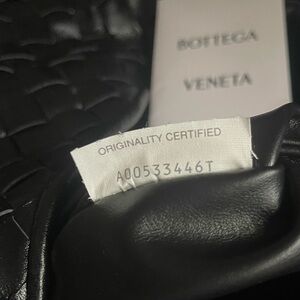 BOTTEGA
VENETA
ORIGINALITY CERTIFIED
A00533446T